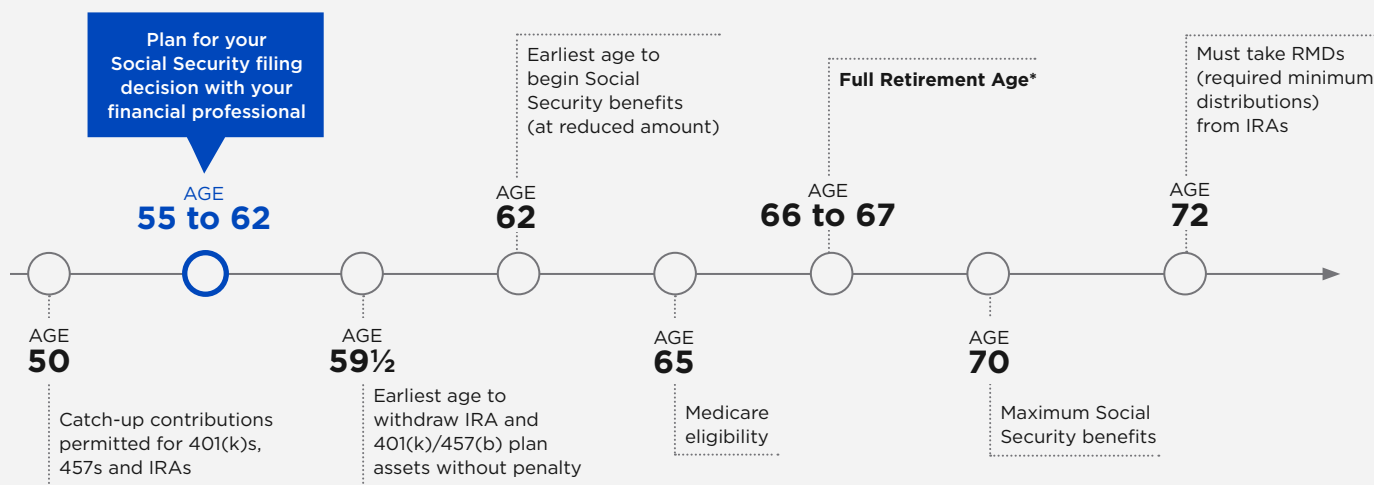 Plan for your
Social Security filing
decision with your
financial professional
AGE
55 to 62
Earliest age to
begin Social
Security benefits
(at reduced amount)
AGE
62
Full Retirement Age*
AGE
66 to 67
Must take RMDs
(required minimum
distributions)
from IRAs
AGE
72
AGE
50
Catch-up contributions
permitted for 401(k)s,
457s and IRAs
AGE
59½
Earliest age to
withdraw IRA and
401(k)/457(b) plan
assets without penalty
AGE
65
Medicare
eligibility
AGE
70
Maximum Social
Security benefits